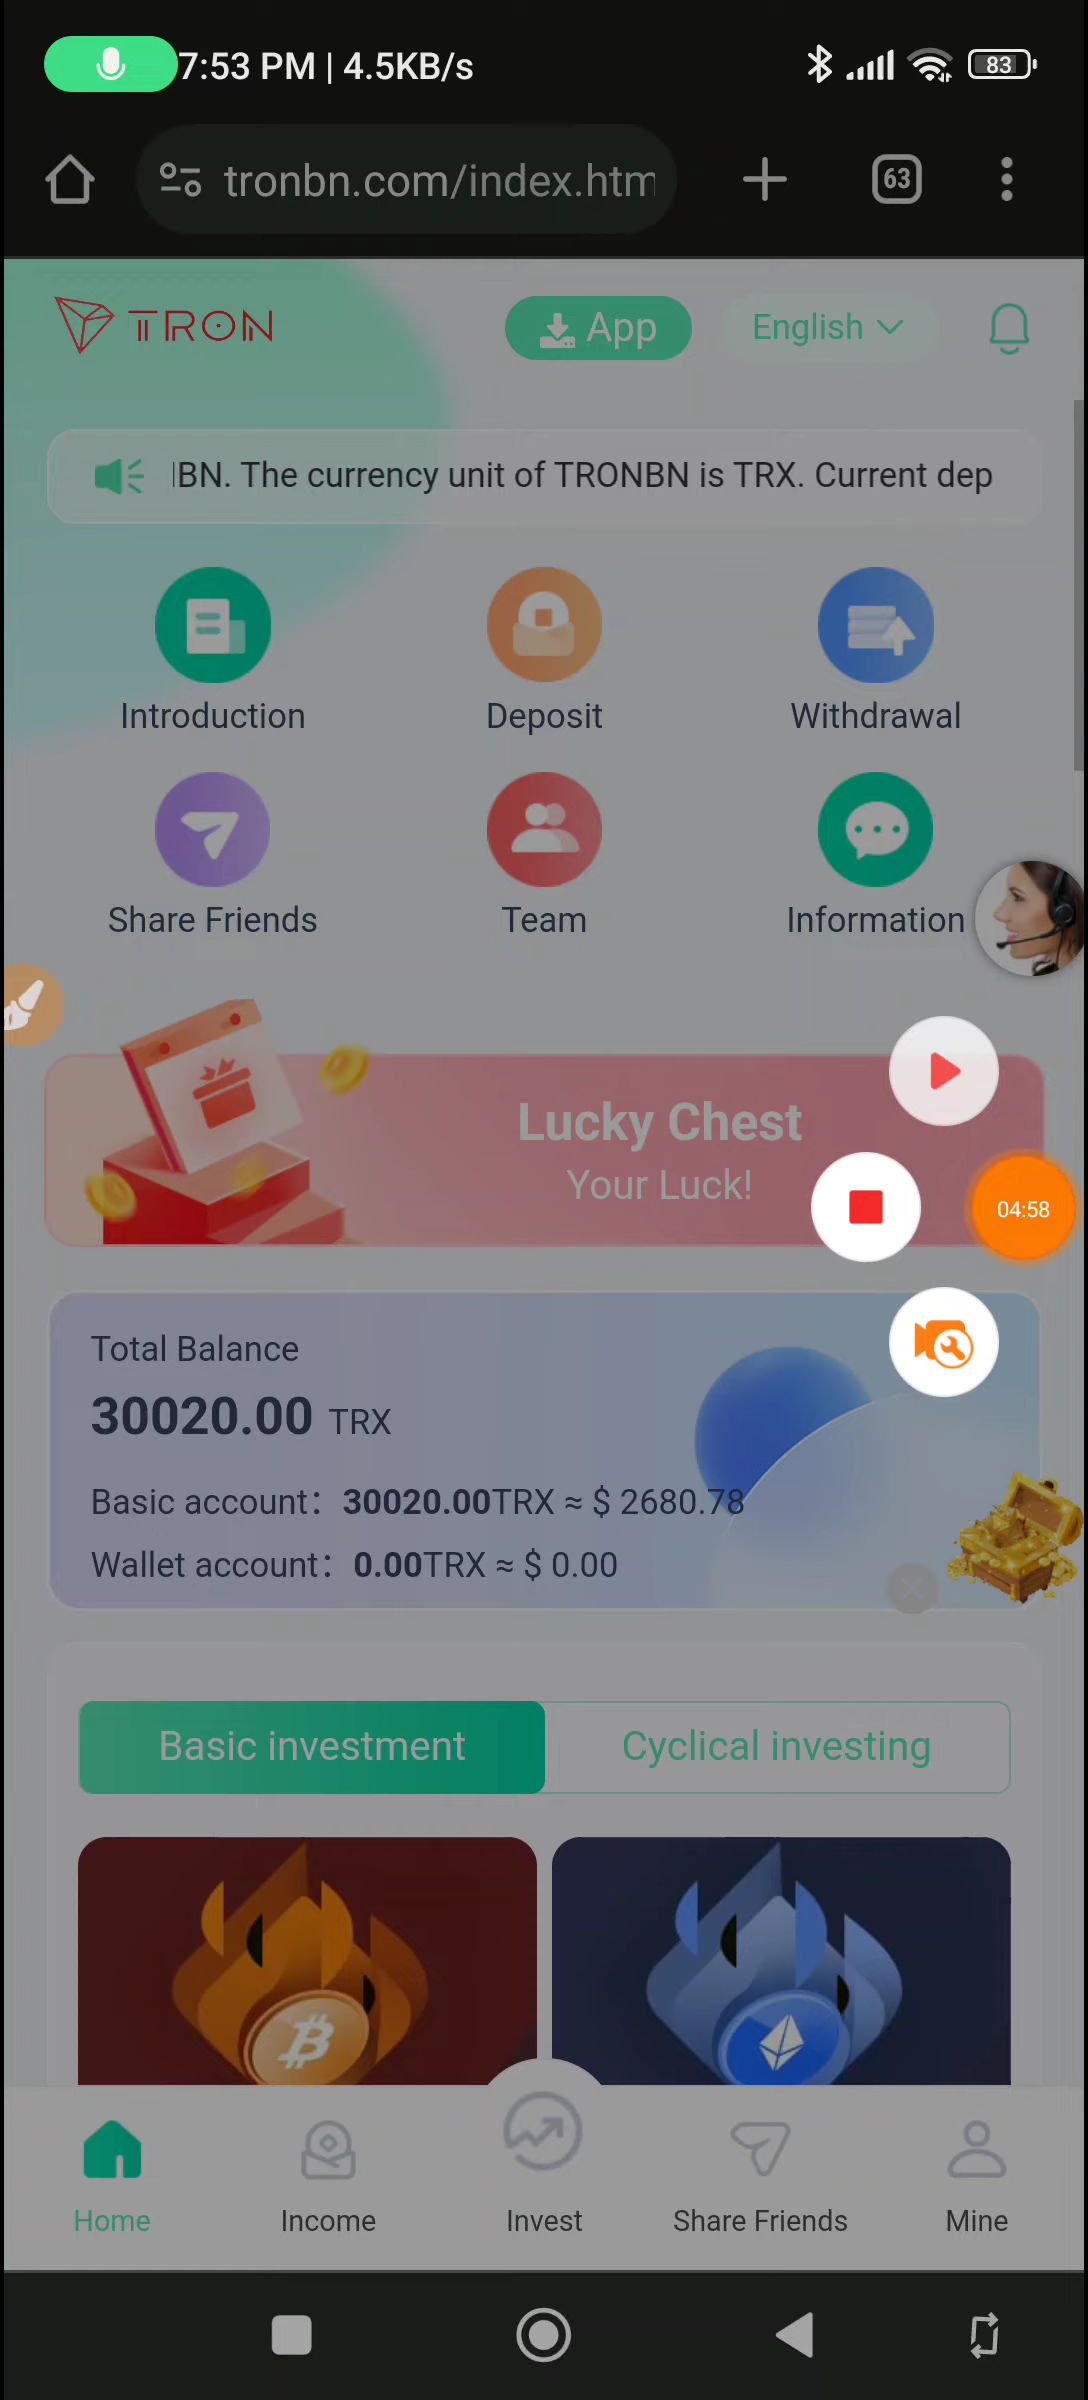 7:53 PM | 4.5KB/s
83
tronbn.com/index.htm
63
TRON
App
English
BN. The currency unit of TRONBN is TRX. Current dep
Introduction
Deposit
Withdrawal
Share Friends
Team
Information
Lucky Chest
Your Luck!
04:58
Total Balance
30020.00 TRX
Basic account: 30020.00TRX ≈ $ 2680.78
Wallet account: 0.00TRX ≈ $ 0.00
Basic investment
Cyclical investing
Home
Income
Invest
Share Friends
Mine